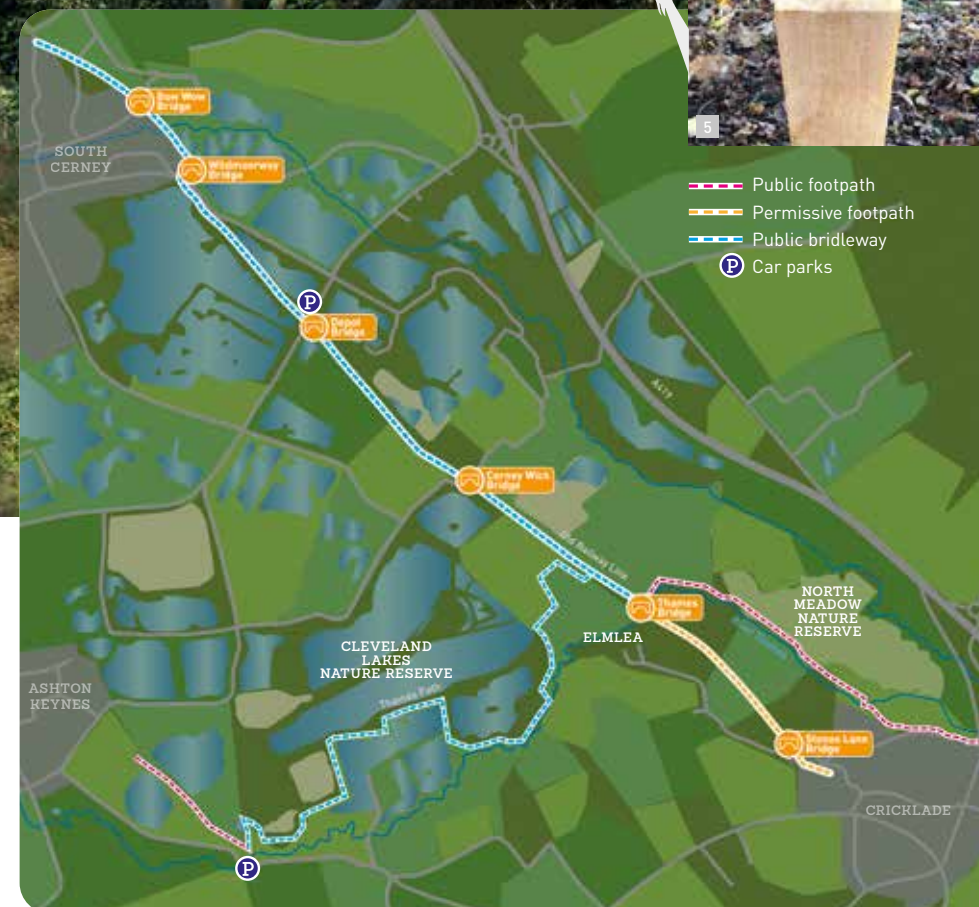 5
Public footpath
Permissive footpath
Public bridleway
P Car parks
Bow Wow
Bridge
SOUTH
CERNEY
Wildmoorway
Bridge
P
Depot
Bridge
A419
Cerney Wick
Bridge
Old Railway Line
Thames
Bridge
NORTH
MEADOW
NATURE
RESERVE
ELMLEA
CLEVELAND
LAKES
NATURE RESERVE
Thames Path
ASHTON
KEYNES
Stones Lane
Bridge
CRICKLADE
P